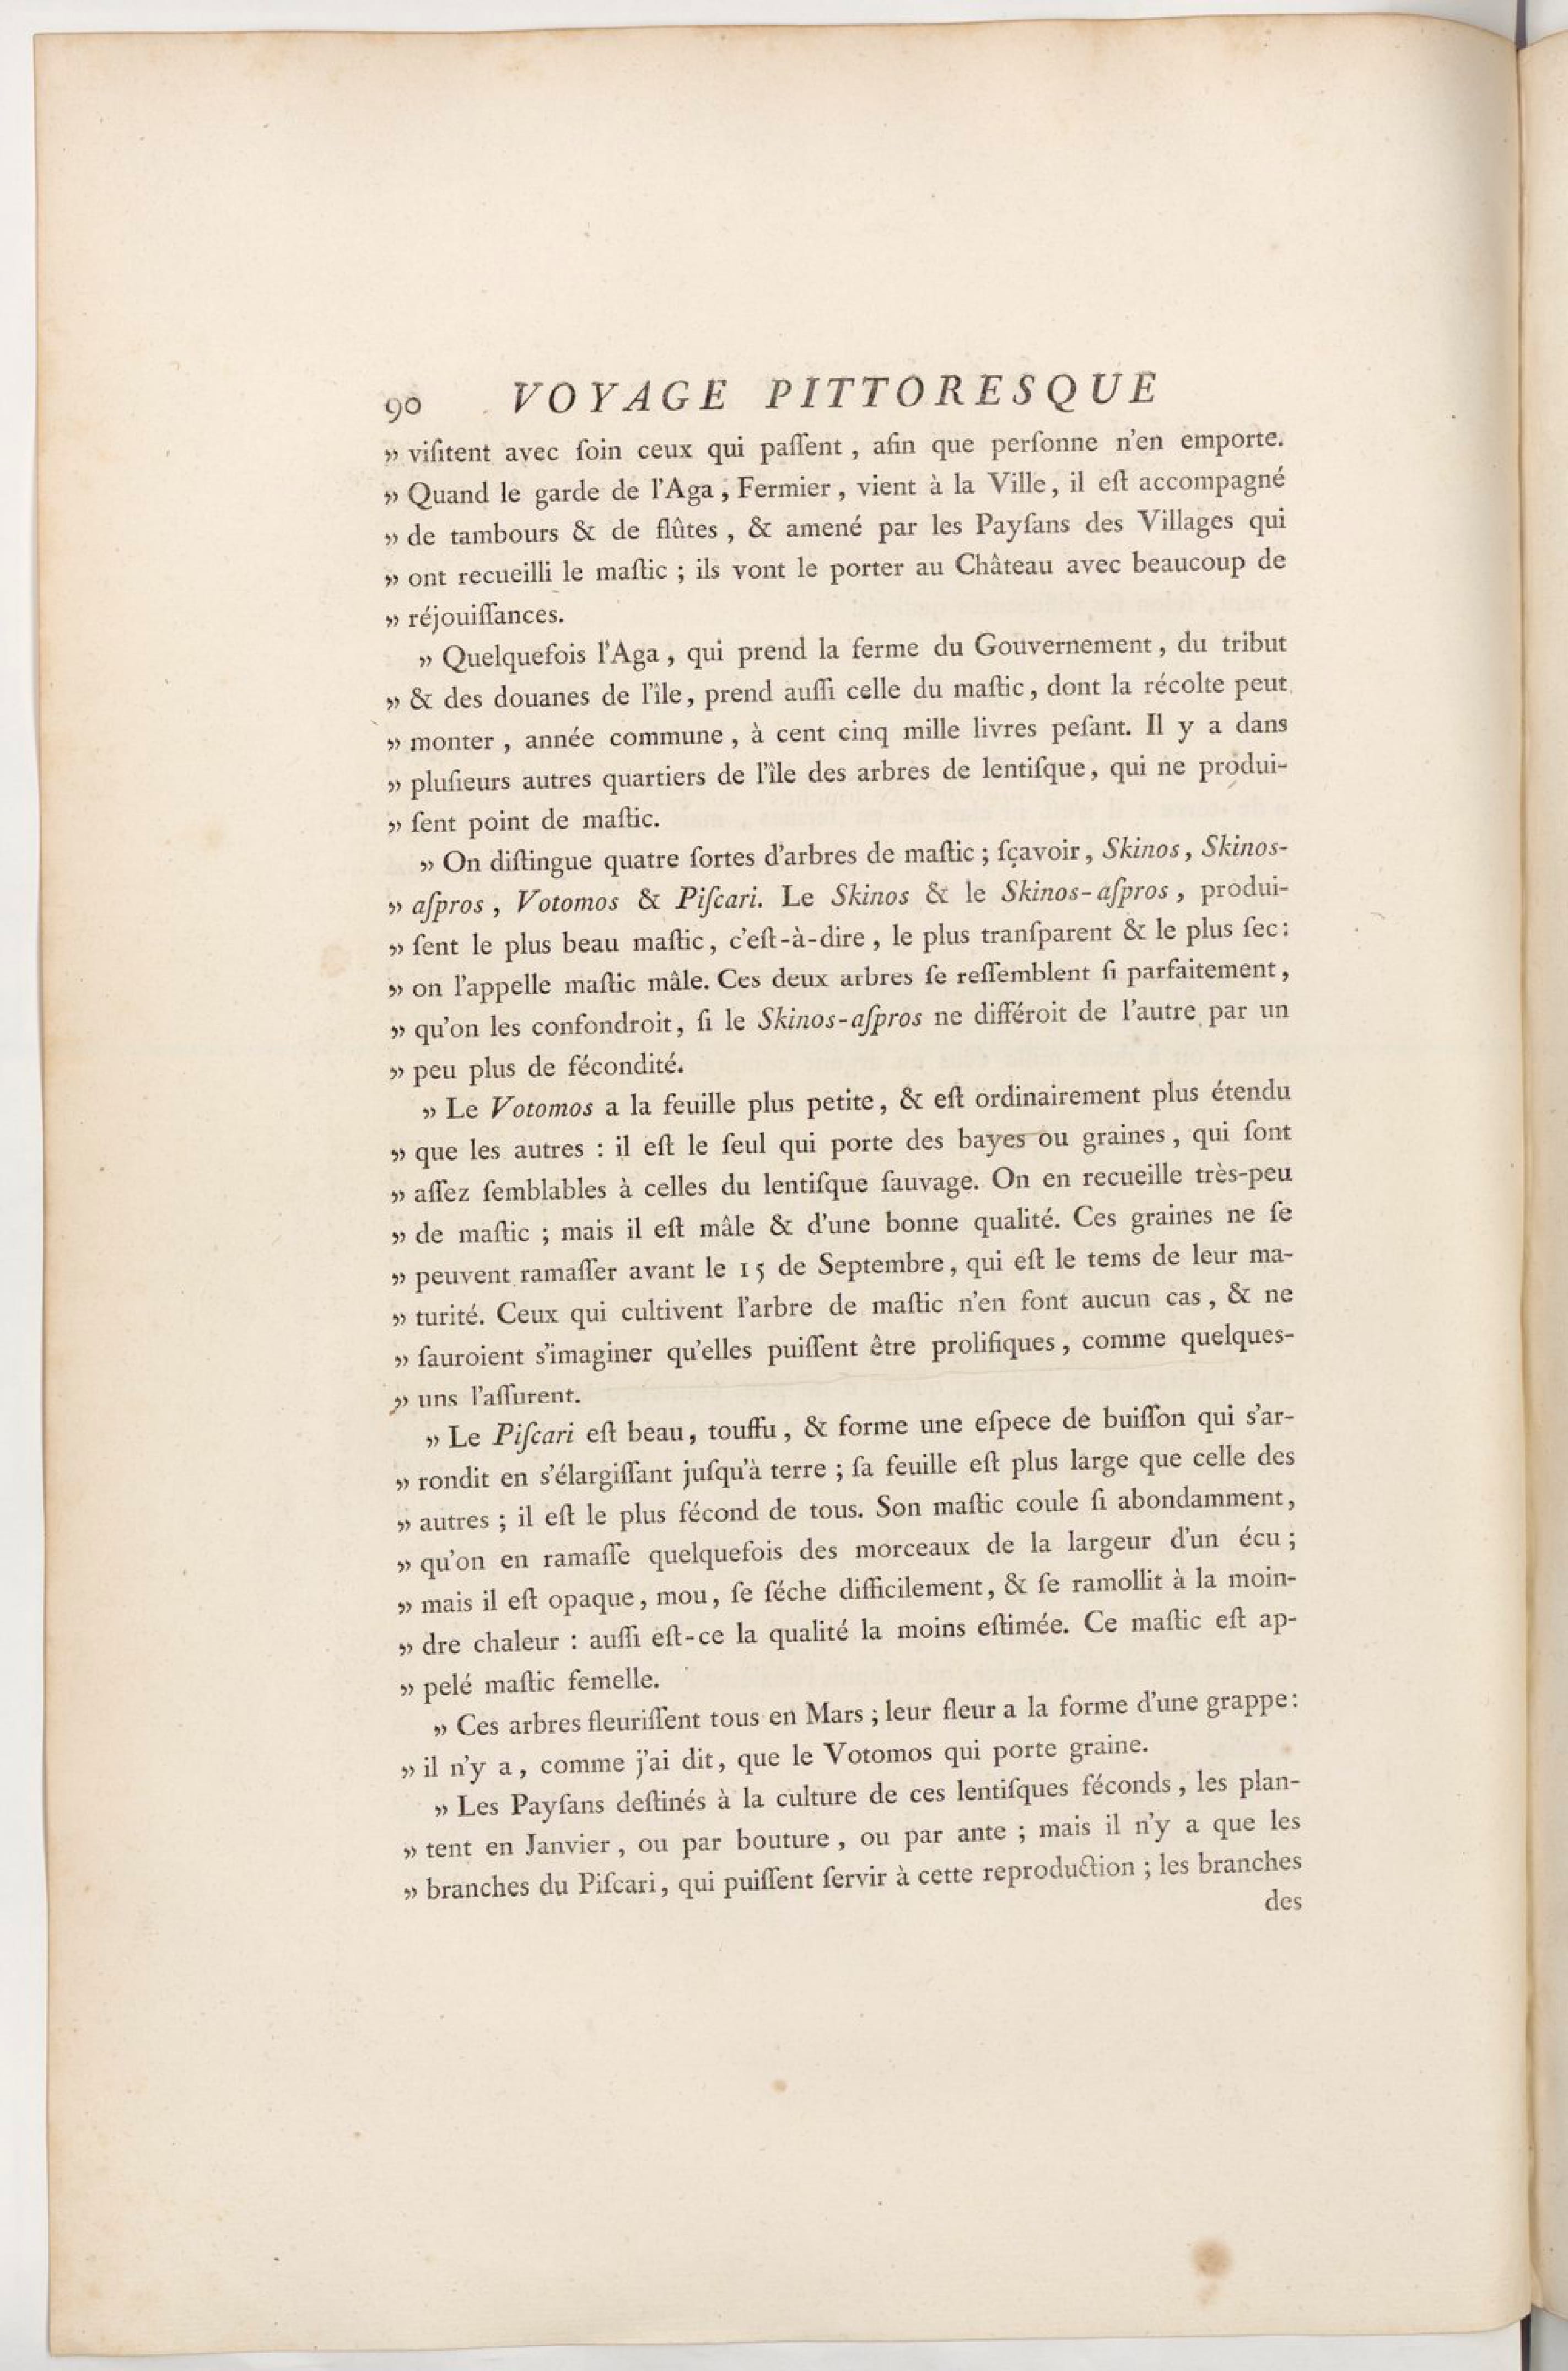 90 VOYAGE PITTORESQUE
» viſitent avec ſoin ceux qui paſſent, afin que perſonne n'en emporte.
» Quand le garde de l'Aga, Fermier, vient à la Ville, il eſt accompagné
» de tambours & de flûtes, & amené par les Payſans des Villages qui
» ont recueilli le maſtic ; ils vont le porter au Château avec beaucoup de
» réjouiſſances.
» Quelquefois l'Aga, qui prend la ferme du Gouvernement, du tribut
» & des douanes de l'île, prend auſſi celle du maſtic, dont la récolte peut
» monter, année commune, à cent cinq mille livres peſant. Il y a dans
» pluſieurs autres quartiers de l'île des arbres de lentiſque, qui ne produi-
» ſent point de maſtic.
» On diſtingue quatre ſortes d'arbres de maſtic ; ſçavoir, Skinos, Skinos-
» aſpros, Votomos & Piſcari. Le Skinos & le Skinos-aſpros, produi-
» ſent le plus beau maſtic, c'eſt-à-dire, le plus tranſparent & le plus ſec:
» on l'appelle maſtic mâle. Ces deux arbres ſe reſſemblent ſi parfaitement,
» qu'on les confondroit, ſi le Skinos-aſpros ne différoit de l'autre par un
» peu plus de fécondité.
» Le Votomos a la feuille plus petite, & eſt ordinairement plus étendu
» que les autres : il eſt le ſeul qui porte des bayes ou graines, qui ſont
» aſſez ſemblables à celles du lentiſque ſauvage. On en recueille très-peu
» de maſtic ; mais il eſt mâle & d'une bonne qualité. Ces graines ne ſe
» peuvent ramaſſer avant le 15 de Septembre, qui eſt le tems de leur ma-
» turité. Ceux qui cultivent l'arbre de maſtic n'en font aucun cas, & ne
» ſauroient s'imaginer qu'elles puiſſent être prolifiques, comme quelques-
» uns l'aſſurent.
» Le Piſcari eſt beau, touffu, & forme une eſpece de buiſſon qui s'ar-
» rondit en s'élargiſſant juſqu'à terre ; ſa feuille eſt plus large que celle des
» autres ; il eſt le plus fécond de tous. Son maſtic coule ſi abondamment,
» qu'on en ramaſſe quelquefois des morceaux de la largeur d'un écu ;
» mais il eſt opaque, mou, ſe ſéche difficilement, & ſe ramollit à la moin-
» dre chaleur : auſſi eſt-ce la qualité la moins eſtimée. Ce maſtic eſt ap-
» pelé maſtic femelle.
» Ces arbres fleuriſſent tous en Mars ; leur fleur a la forme d'une grappe:
» il n'y a, comme j'ai dit, que le Votomos qui porte graine.
» Les Payſans deſtinés à la culture de ces lentiſques féconds, les plan-
» tent en Janvier, ou par bouture, ou par ante ; mais il n'y a que les
» branches du Piſcari, qui puiſſent ſervir à cette reproduction ; les branches
des